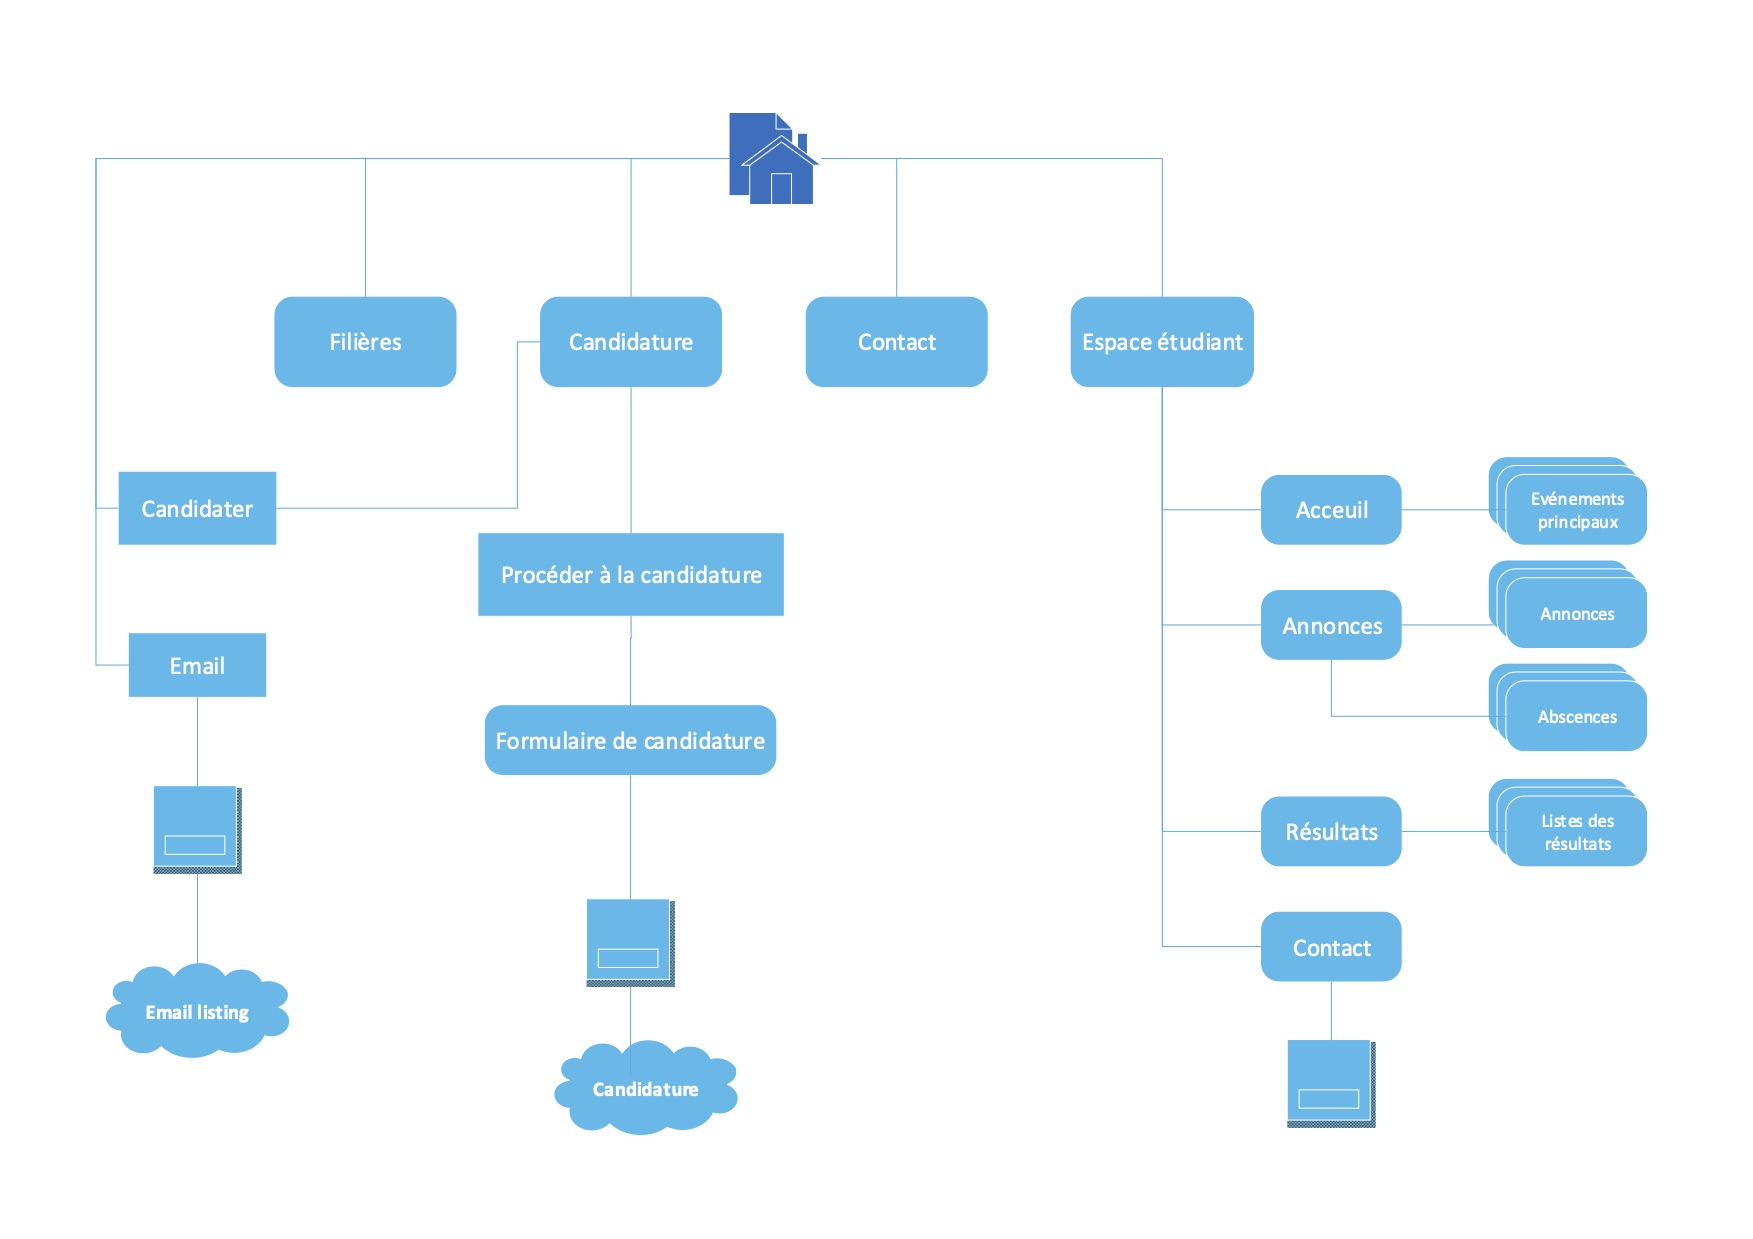 Filières
Candidature
Contact
Espace étudiant
Candidater
Procéder à la candidature
Email
Formulaire de candidature
Email listing
Candidature
Acceuil
Evénements
principaux
Annonces
Annonces
Abscences
Résultats
Listes des
résultats
Contact